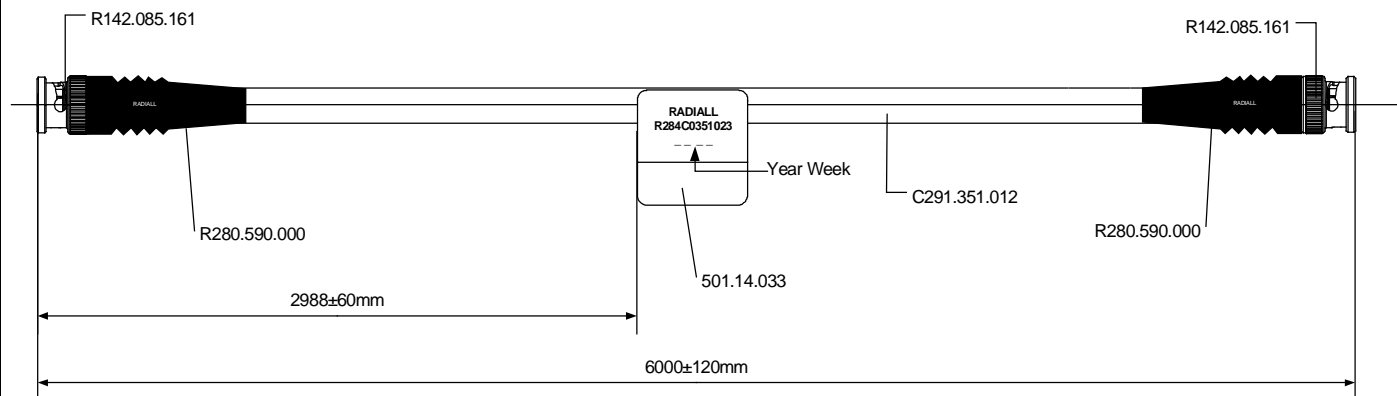 R142.085.161
R142.085.161
RADIALL
RADIALL
RADIALL
R284C0351023
_ _ _ _
Year Week
C291.351.012
R280.590.000
R280.590.000
501.14.033
2988±60mm
6000±120mm